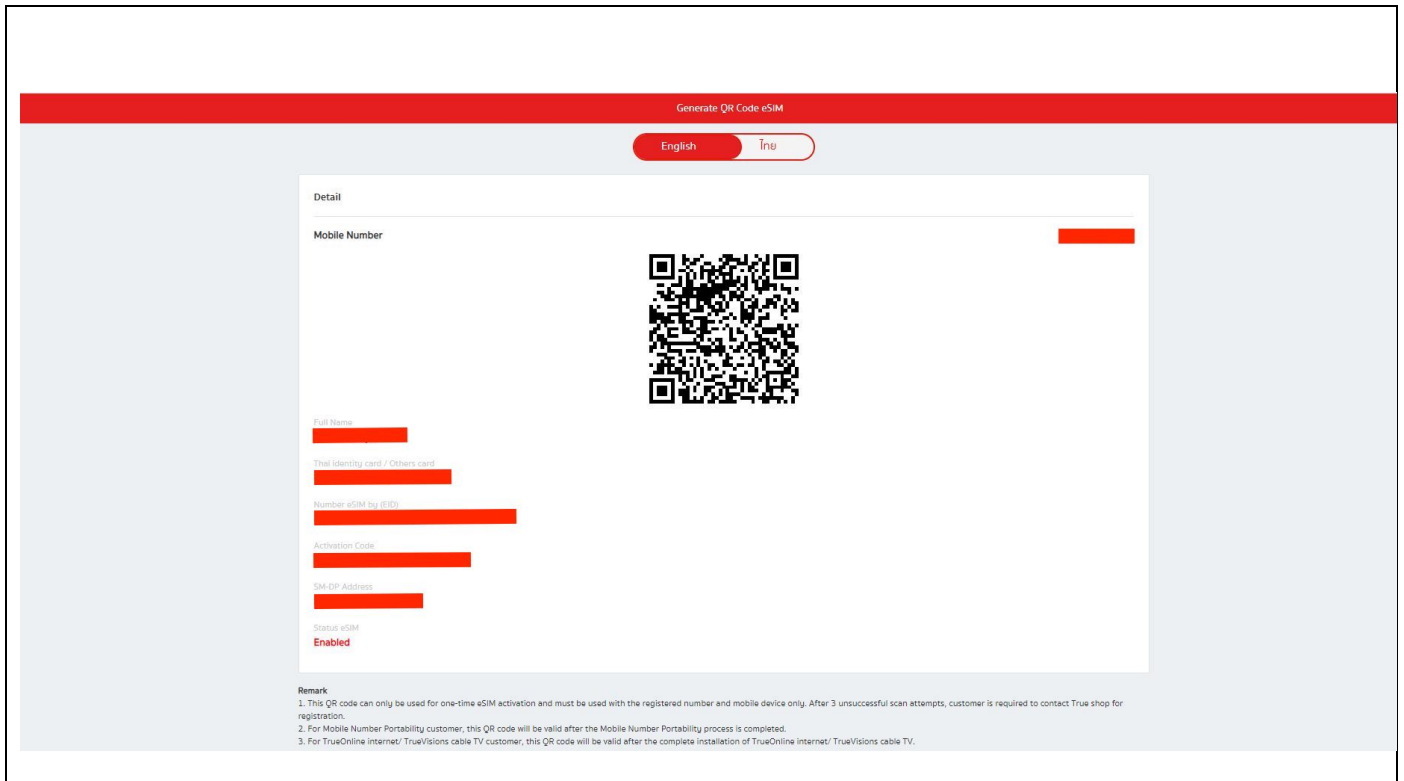 Generate QR Code eSIM
English ไทย
Detail
Mobile Number
Full Name
Thai identity card / Others card
Number eSIM by (EID)
Activation Code
SM-DP Address
Status eSIM
Enabled
Remark
1. This QR code can only be used for one-time eSIM activation and must be used with the registered number and mobile device only. After 3 unsuccessful scan attempts, customer is required to contact True shop for
registration.
2. For Mobile Number Portability customer, this QR code will be valid after the Mobile Number Portability process is completed.
3. For TrueOnline internet/ TrueVisions cable TV customer, this QR code will be valid after the complete installation of TrueOnline internet/ TrueVisions cable TV.